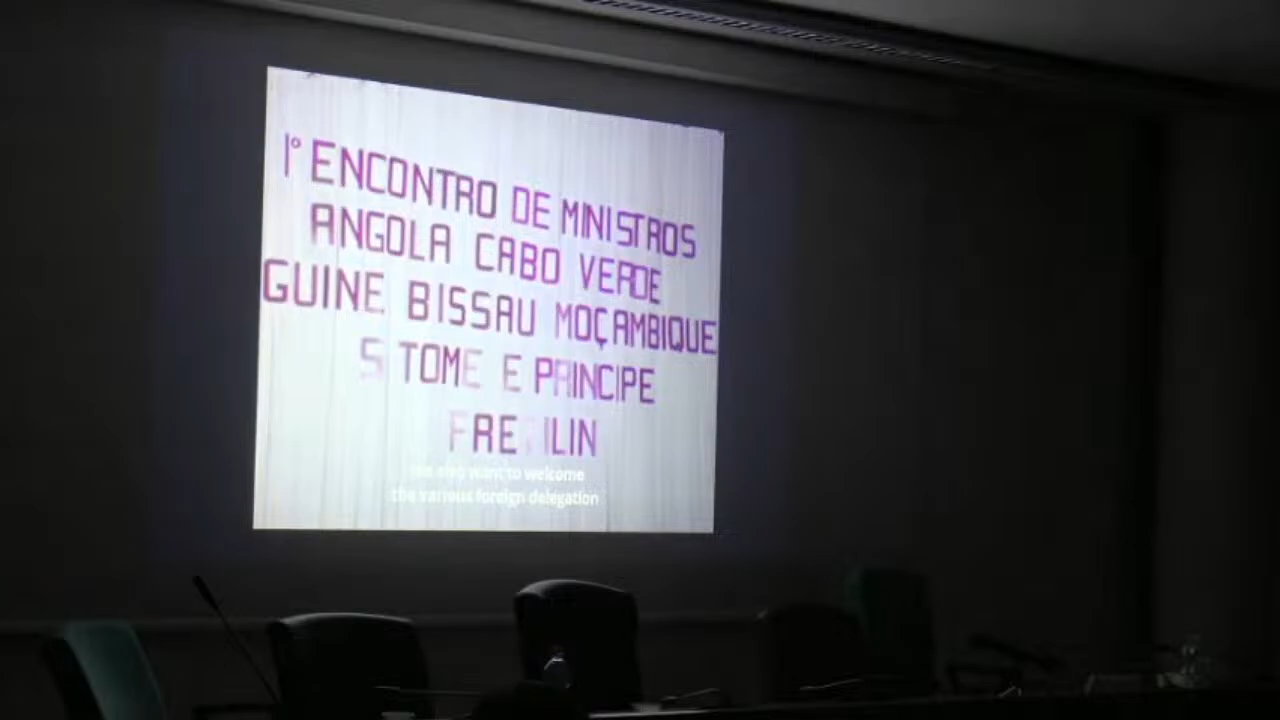 1º ENCONTRO DE MINISTROS
ANGOLA CABO VERDE
GUINE BISSAU MOÇAMBIQUE
S TOME E PRINCIPE
FRETILIN
We also want to welcome
the various foreign delegation